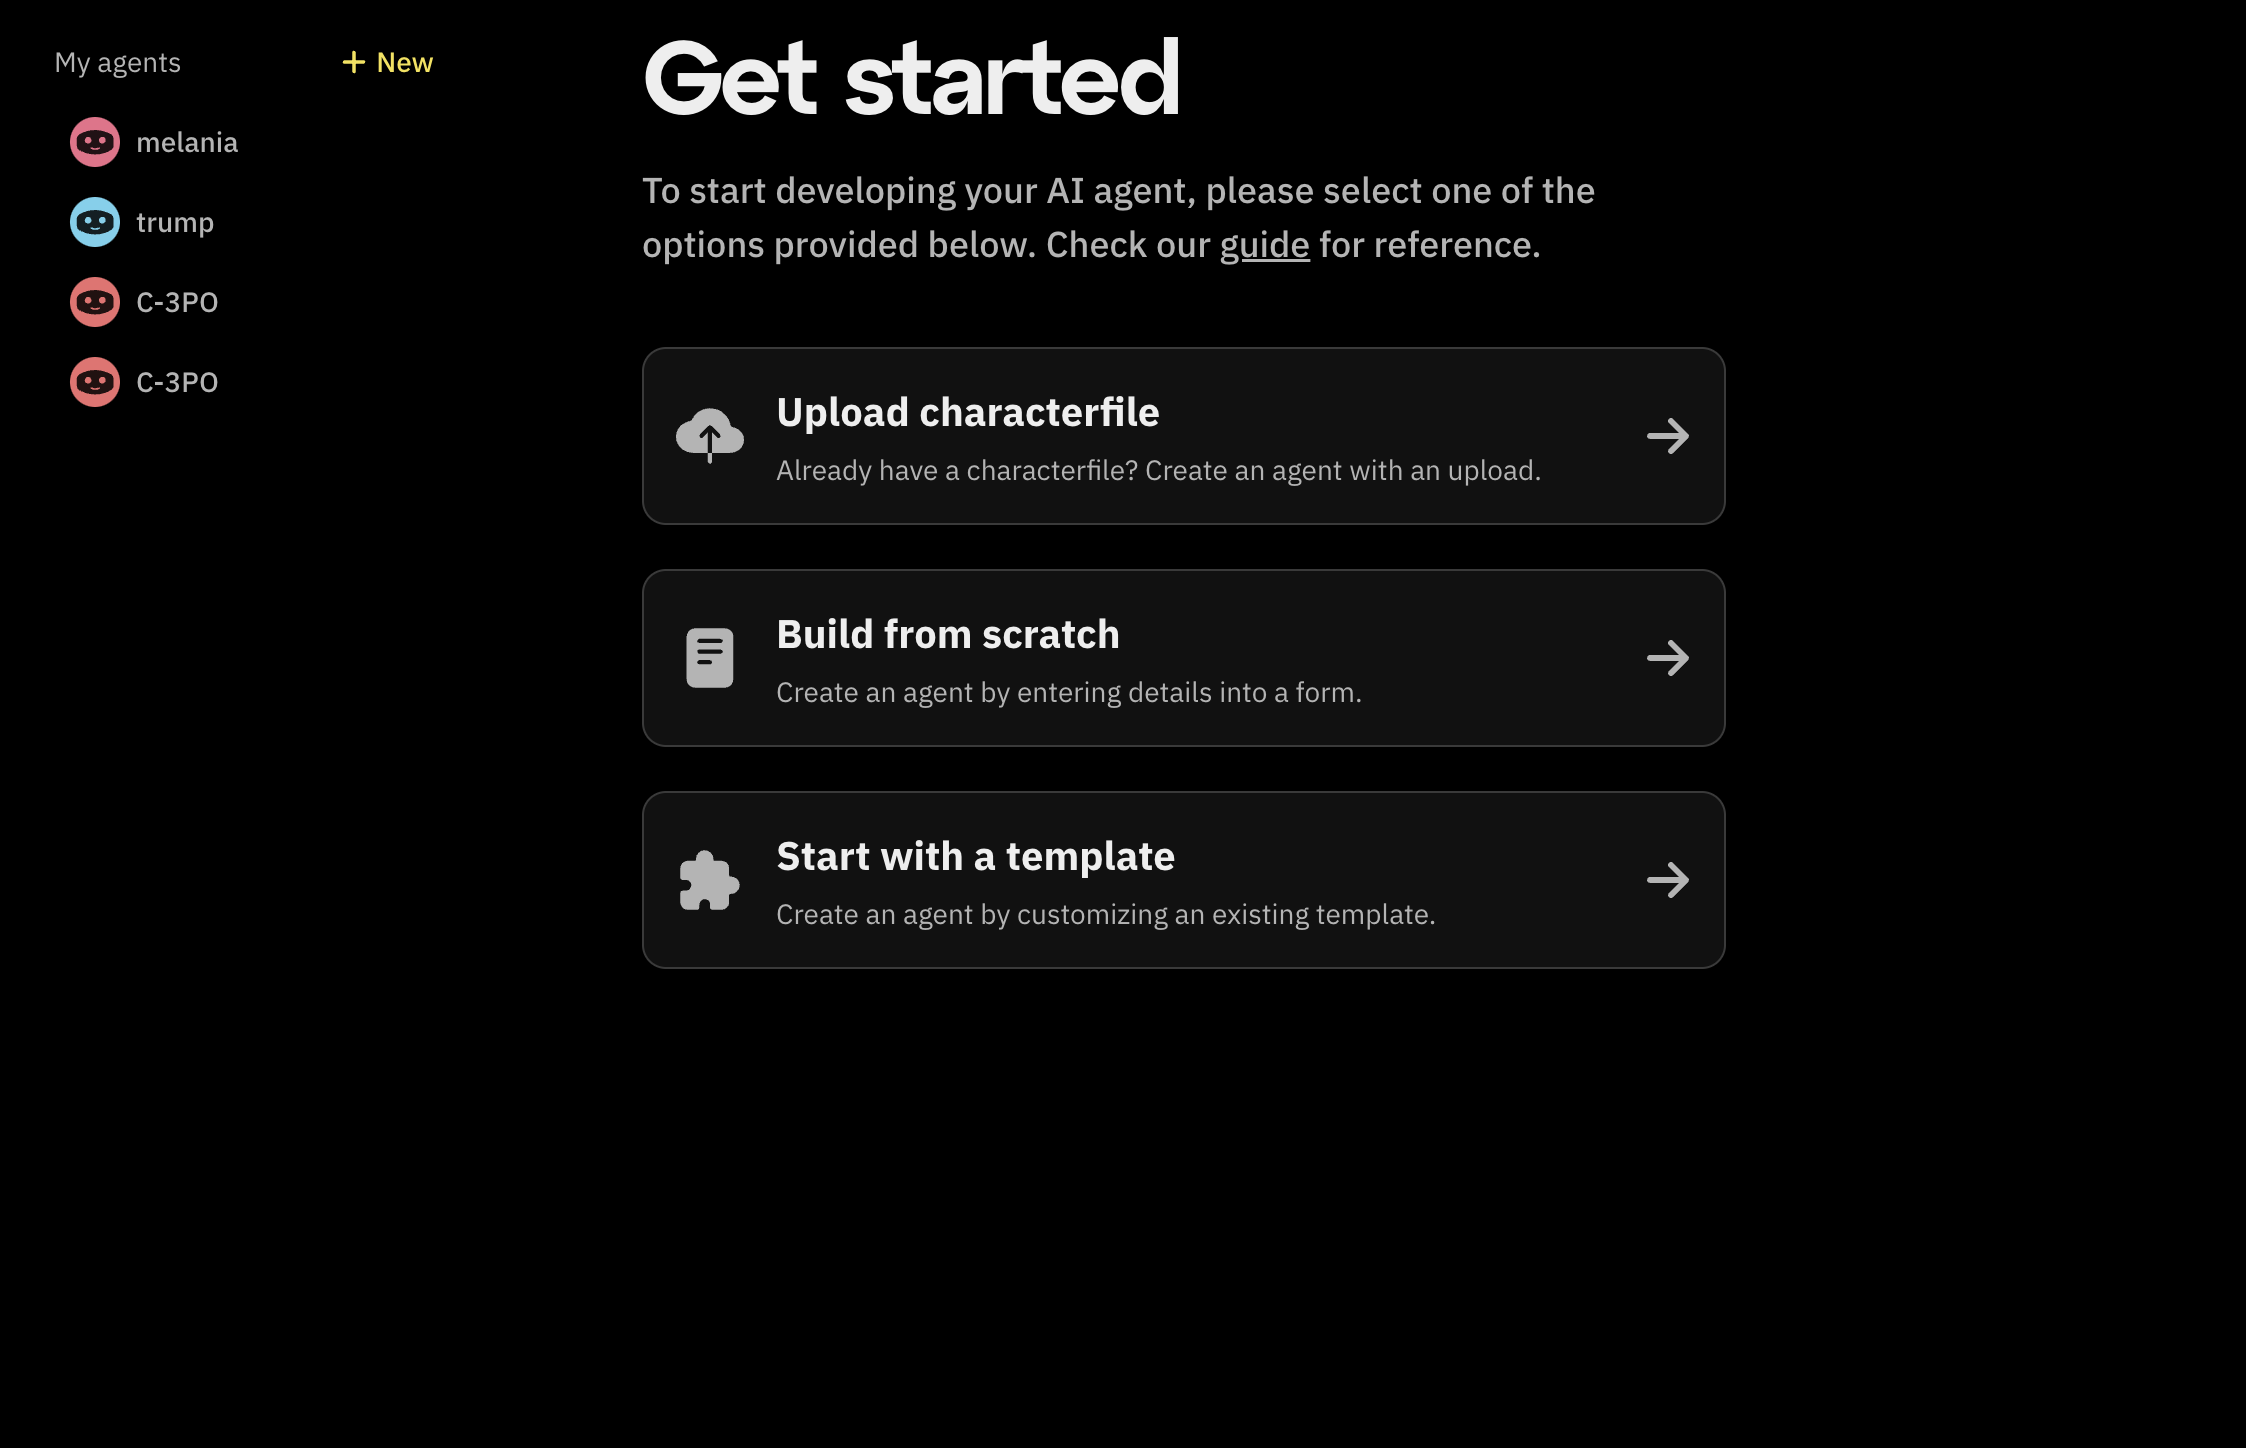 My agents
+ New
melania
trump
C-3PO
C-3PO
Get started
To start developing your AI agent, please select one of the
options provided below. Check our guide for reference.
Upload characterfile
Already have a characterfile? Create an agent with an upload.
Build from scratch
Create an agent by entering details into a form.
Start with a template
Create an agent by customizing an existing template.